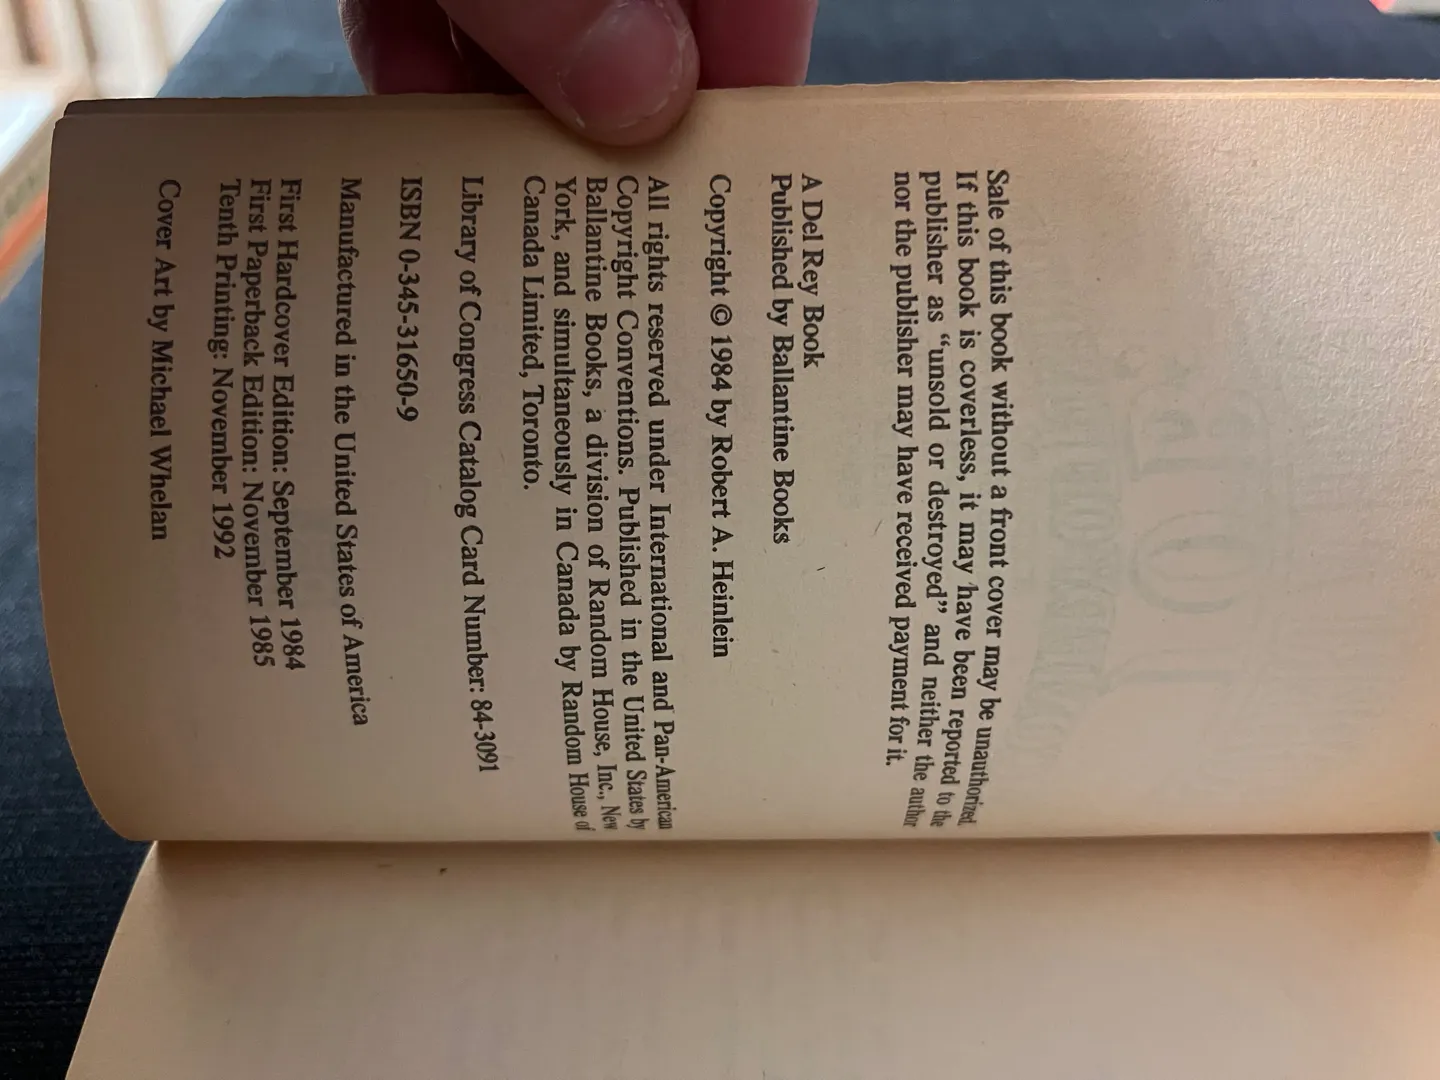 Sale of this book without a front cover may be unauthorized.
If this book is coverless, it may have been reported to the
publisher as “unsold or destroyed” and neither the author
nor the publisher may have received payment for it.
A Del Rey Book
Published by Ballantine Books
Copyright © 1984 by Robert A. Heinlein
All rights reserved under International and Pan-American
Copyright Conventions. Published in the United States by
Ballantine Books, a division of Random House, Inc., New
York, and simultaneously in Canada by Random House of
Canada Limited, Toronto.
Library of Congress Catalog Card Number: 84-3091
ISBN 0-345-31650-9
Manufactured in the United States of America
First Hardcover Edition: September 1984
First Paperback Edition: November 1985
Tenth Printing: November 1992
Cover Art by Michael Whelan